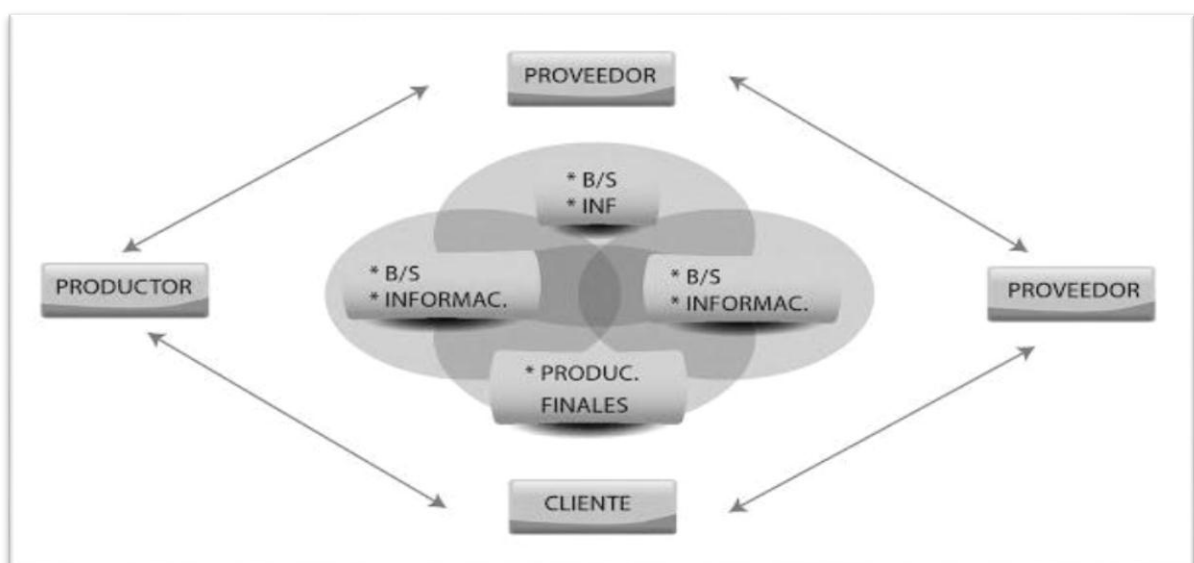 PROVEEDOR
* B/S
* INF
* B/S
* INFORMAC.
* B/S
* INFORMAC.
PRODUCTOR
PROVEEDOR
* PRODUC.
FINALES
CLIENTE